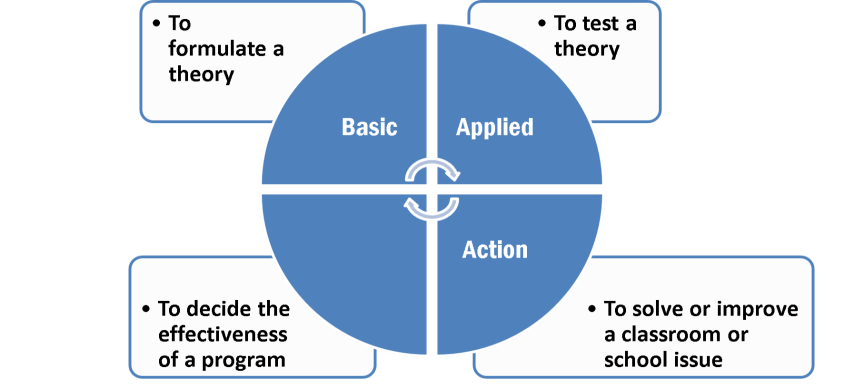 • To
formulate a
theory
• To test a
theory
Basic
Applied
Action
• To decide the
effectiveness
of a program
• To solve or improve
a classroom or
school issue